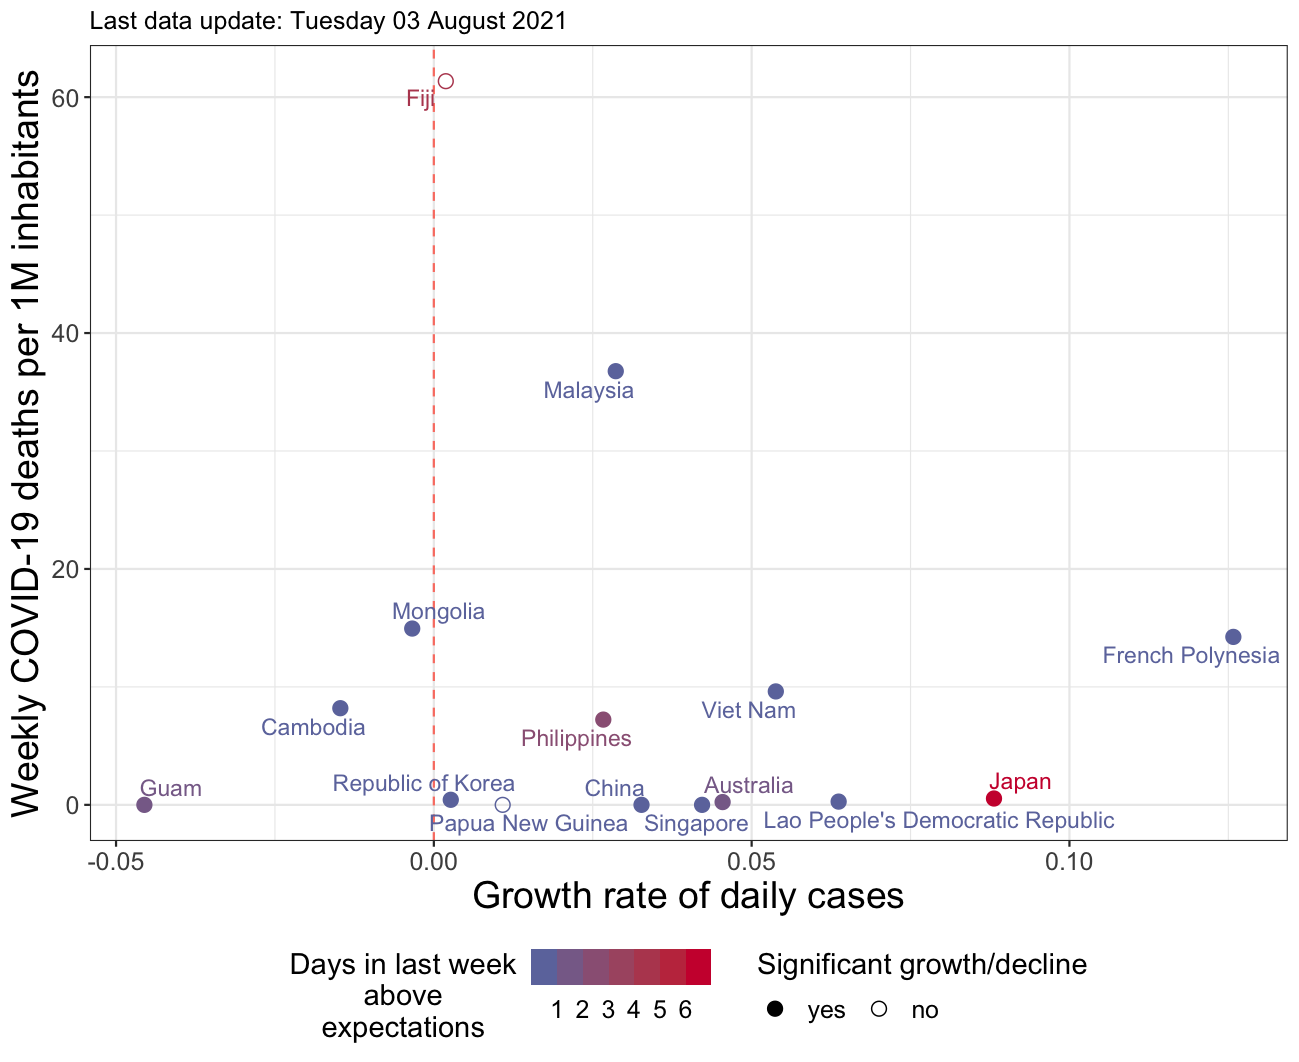 Last data update: Tuesday 03 August 2021
Weekly COVID-19 deaths per 1M inhabitants
60
40
20
0
Fiji
Malaysia
Mongolia
French Polynesia
Viet Nam
Cambodia
Philippines
Guam
Republic of Korea
China
Australia
Japan
Papua New Guinea
Singapore
Lao People's Democratic Republic
-0.05
0.00
0.05
0.10
Growth rate of daily cases
Days in last week
above
expectations
1 2 3 4 5 6
Significant growth/decline
yes
no